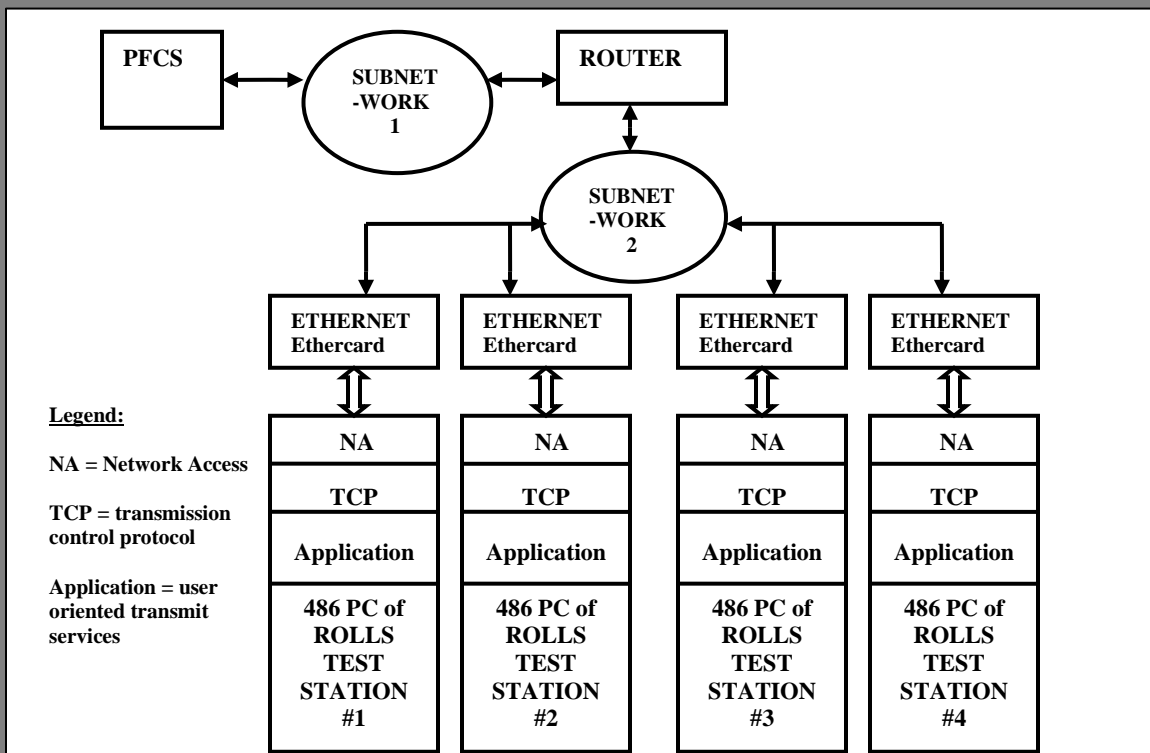 PFCS
SUBNET
-WORK
1
ROUTER
SUBNET
-WORK
2
ETHERNET
Ethercard
ETHERNET
Ethercard
ETHERNET
Ethercard
ETHERNET
Ethercard
Legend:
NA = Network Access
TCP = transmission
control protocol
Application = user
oriented transmit
services
NA
TCP
Application
486 PC of
ROLLS
TEST
STATION
#1
NA
TCP
Application
486 PC of
ROLLS
TEST
STATION
#2
NA
TCP
Application
486 PC of
ROLLS
TEST
STATION
#3
NA
TCP
Application
486 PC of
ROLLS
TEST
STATION
#4